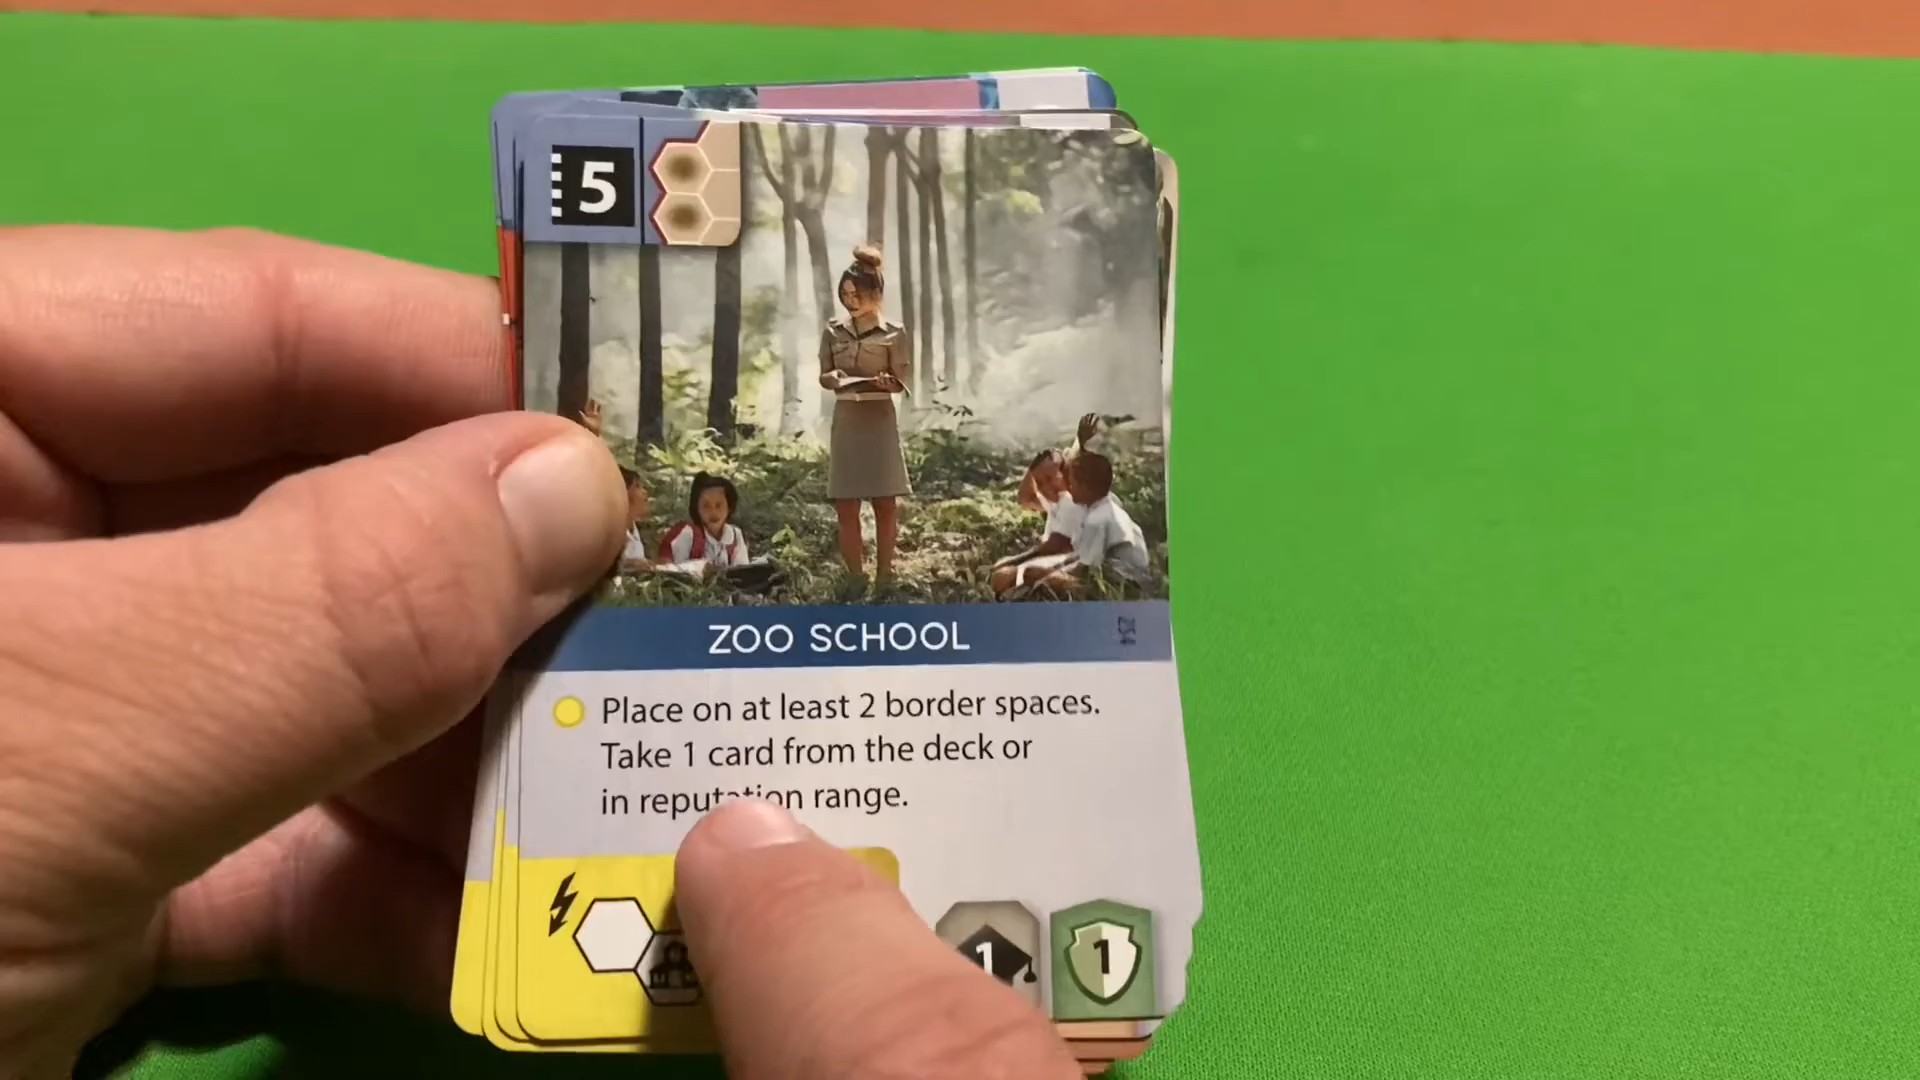 5
ZOO SCHOOL
254
Place on at least 2 border spaces.
Take 1 card from the deck or
in reputation range.
1
1